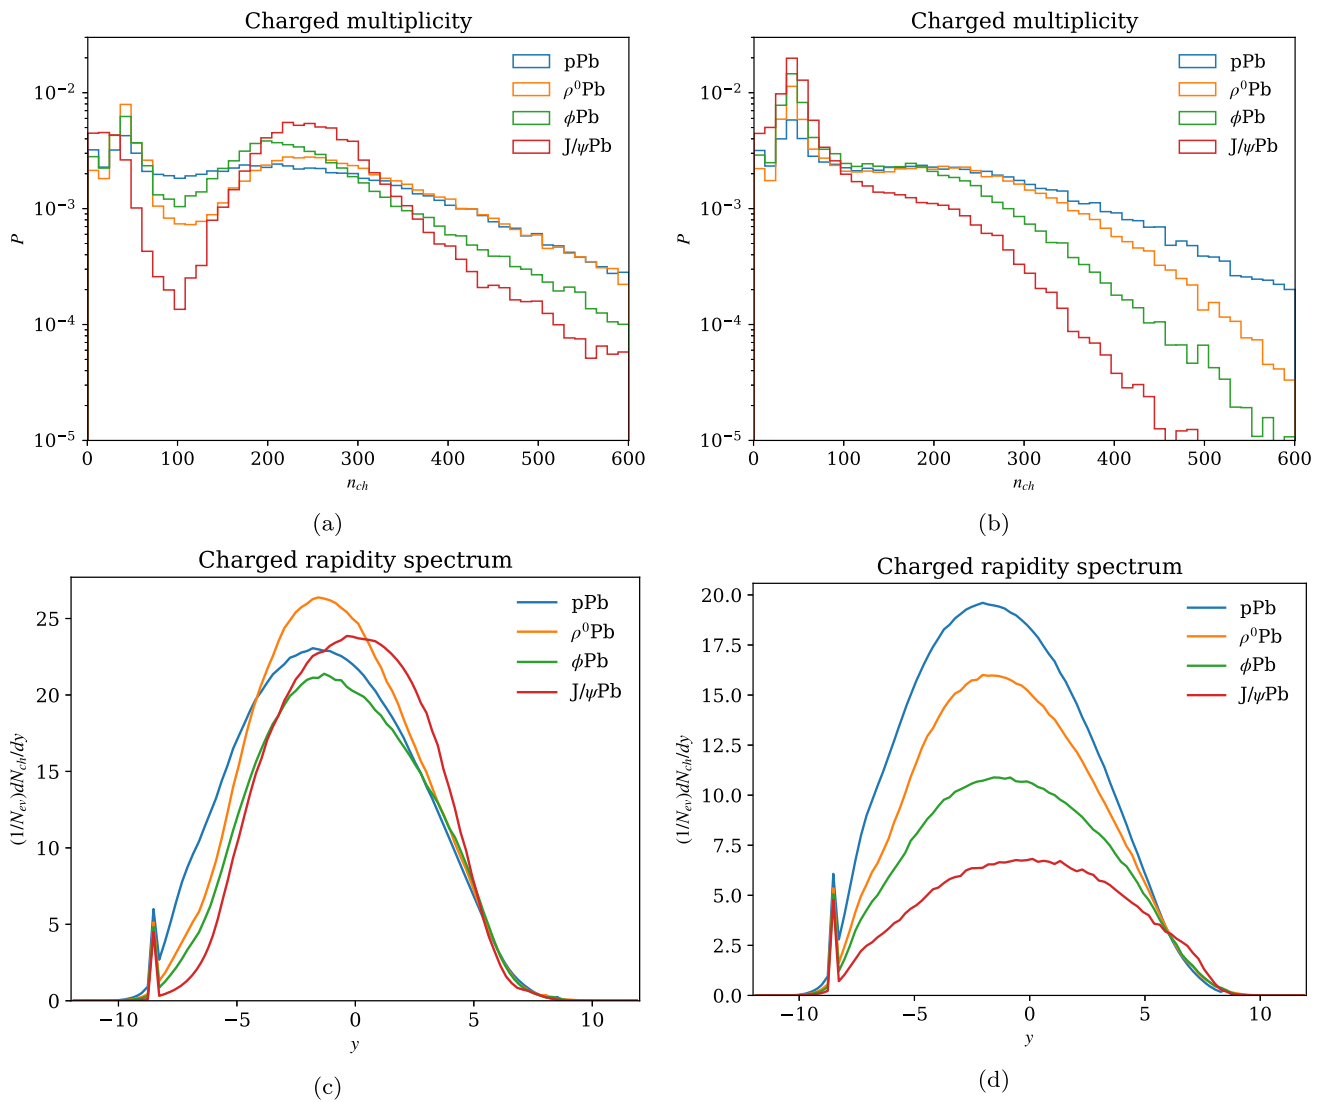 Charged multiplicity
P
10⁻²
10⁻³
10⁻⁴
10⁻⁵
pPb
ρ⁰Pb
ϕPb
J/ψPb
0 100 200 300 400 500 600
n_ch
(a)
Charged multiplicity
P
10⁻²
10⁻³
10⁻⁴
10⁻⁵
pPb
ρ⁰Pb
ϕPb
J/ψPb
0 100 200 300 400 500 600
n_ch
(b)
Charged rapidity spectrum
(1/N_ev)dN_ch/dy
25
20
15
10
5
0
pPb
ρ⁰Pb
ϕPb
J/ψPb
−10 −5 0 5 10
y
(c)
Charged rapidity spectrum
(1/N_ev)dN_ch/dy
20.0
17.5
15.0
12.5
10.0
7.5
5.0
2.5
0.0
pPb
ρ⁰Pb
ϕPb
J/ψPb
−10 −5 0 5 10
y
(d)